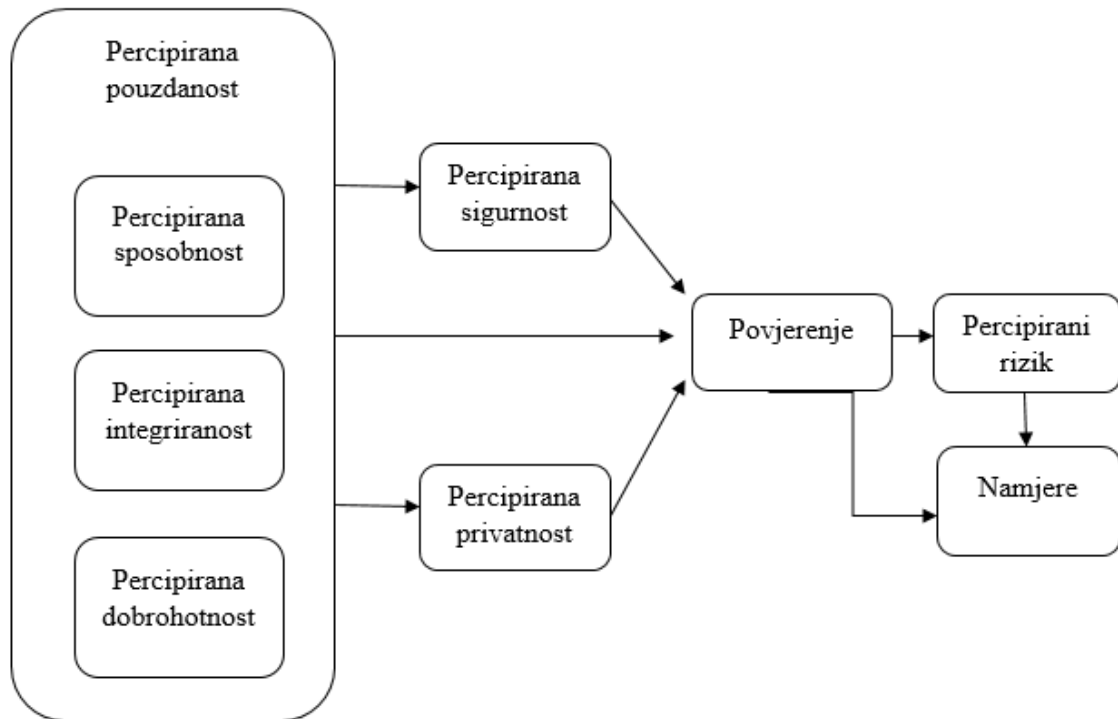 Percipirana
pouzdanost
Percipirana
sposobnost
Percipirana
integriranost
Percipirana
dobrohotnost
Percipirana
sigurnost
Percipirana
privatnost
Povjerenje
Percipirani
rizik
Namjere